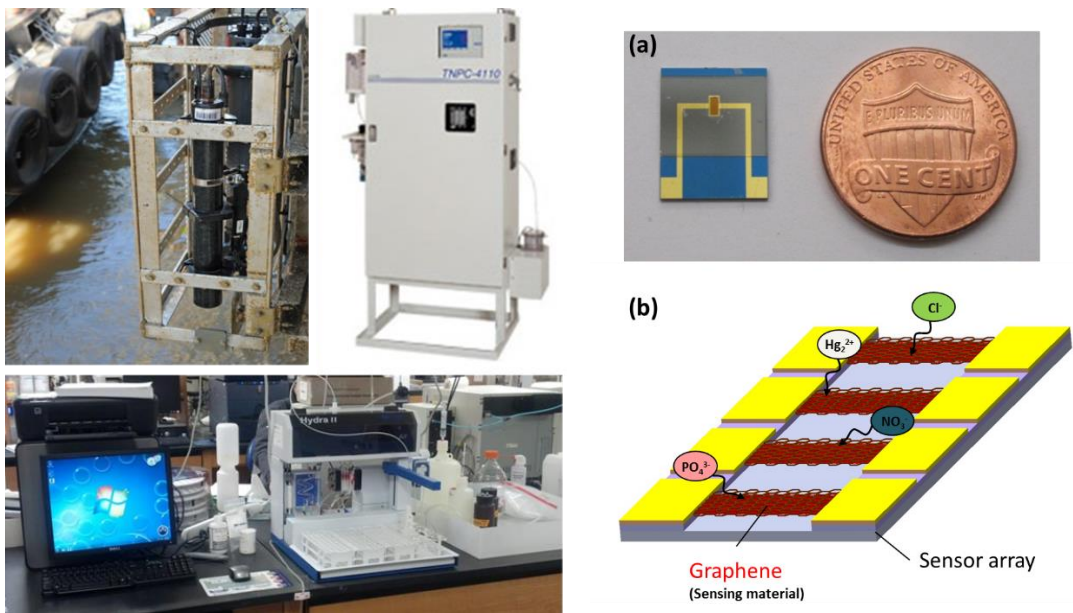 TNPC-4110
Hydra II
DELL
(a)
UNITED STATES OF AMERICA
E PLURIBUS UNUM
ONE CENT
(b)
Cl-
Hg₂²⁺
NO₃⁻
PO₄³⁻
Graphene
(Sensing material)
Sensor array